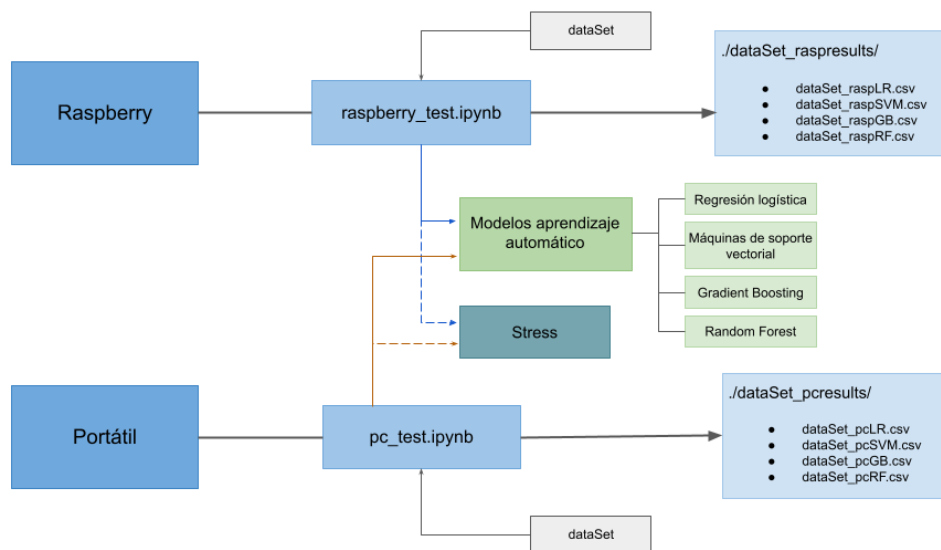 dataSet
Raspberry
raspberry_test.ipynb
./dataSet_raspresults/
● dataSet_raspLR.csv
● dataSet_raspSVM.csv
● dataSet_raspGB.csv
● dataSet_raspRF.csv
Modelos aprendizaje
automático
Regresión logística
Máquinas de soporte
vectorial
Gradient Boosting
Random Forest
Stress
Portátil
pc_test.ipynb
./dataSet_pcresults/
● dataSet_pcLR.csv
● dataSet_pcSVM.csv
● dataSet_pcGB.csv
● dataSet_pcRF.csv
dataSet